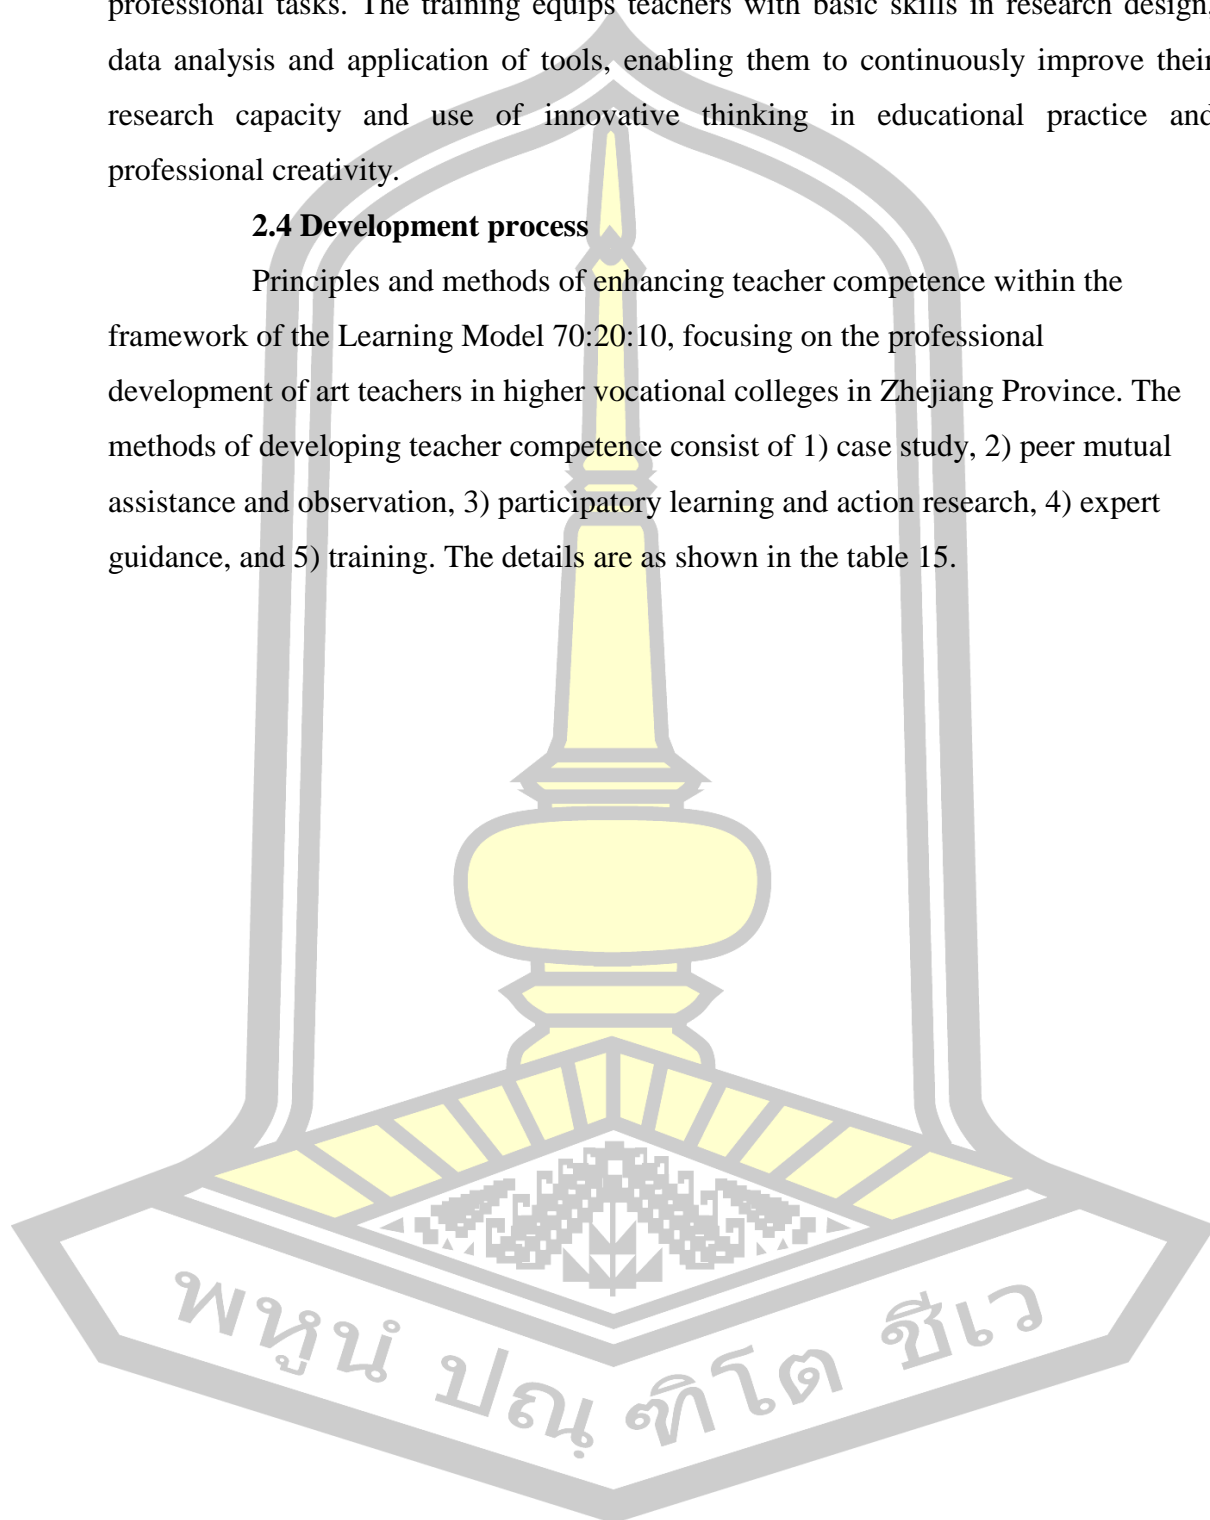 professional tasks. The training equips teachers with basic skills in research design,
data analysis and application of tools, enabling them to continuously improve their
research capacity and use of innovative thinking in educational practice and
professional creativity.
2.4 Development process
Principles and methods of enhancing teacher competence within the
framework of the Learning Model 70:20:10, focusing on the professional
development of art teachers in higher vocational colleges in Zhejiang Province. The
methods of developing teacher competence consist of 1) case study, 2) peer mutual
assistance and observation, 3) participatory learning and action research, 4) expert
guidance, and 5) training. The details are as shown in the table 15.
พหูนํ ปณฺฑิโต ชีเว